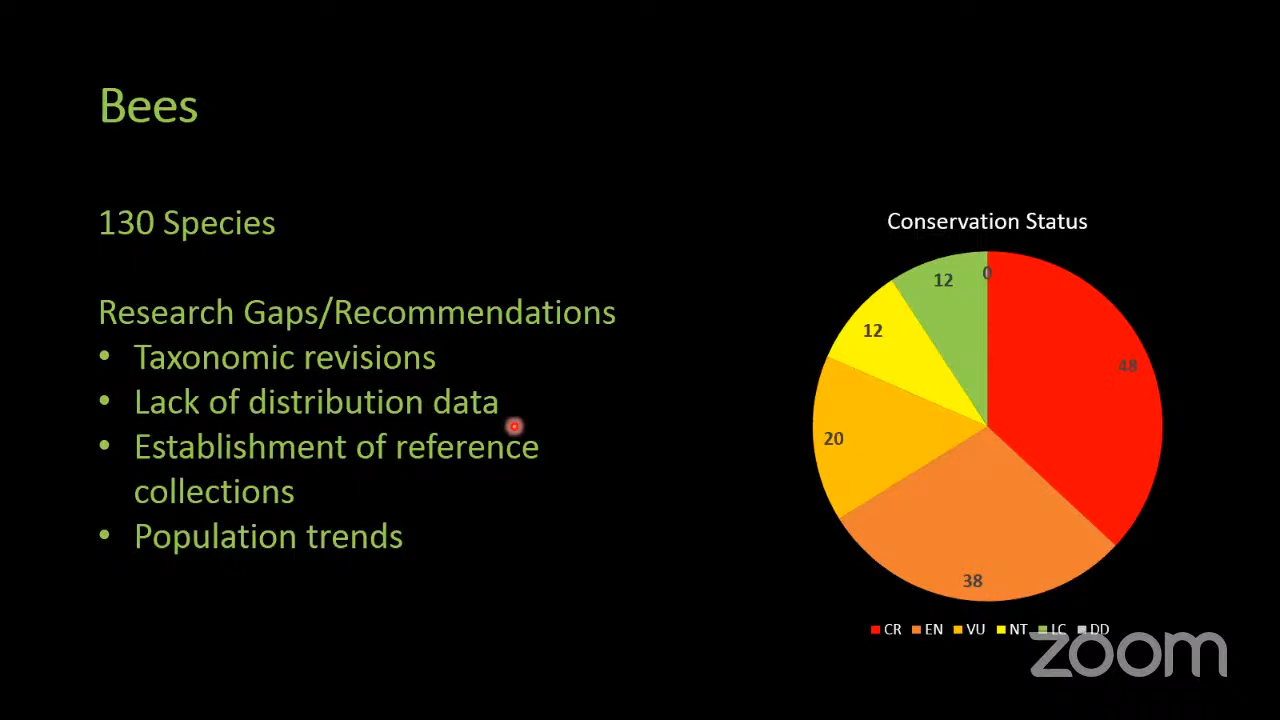 Bees
130 Species
Research Gaps/Recommendations
• Taxonomic revisions
• Lack of distribution data
• Establishment of reference
collections
• Population trends
Conservation Status
0
12
48
12
20
38
CR EN VU NT LC DD
zoom